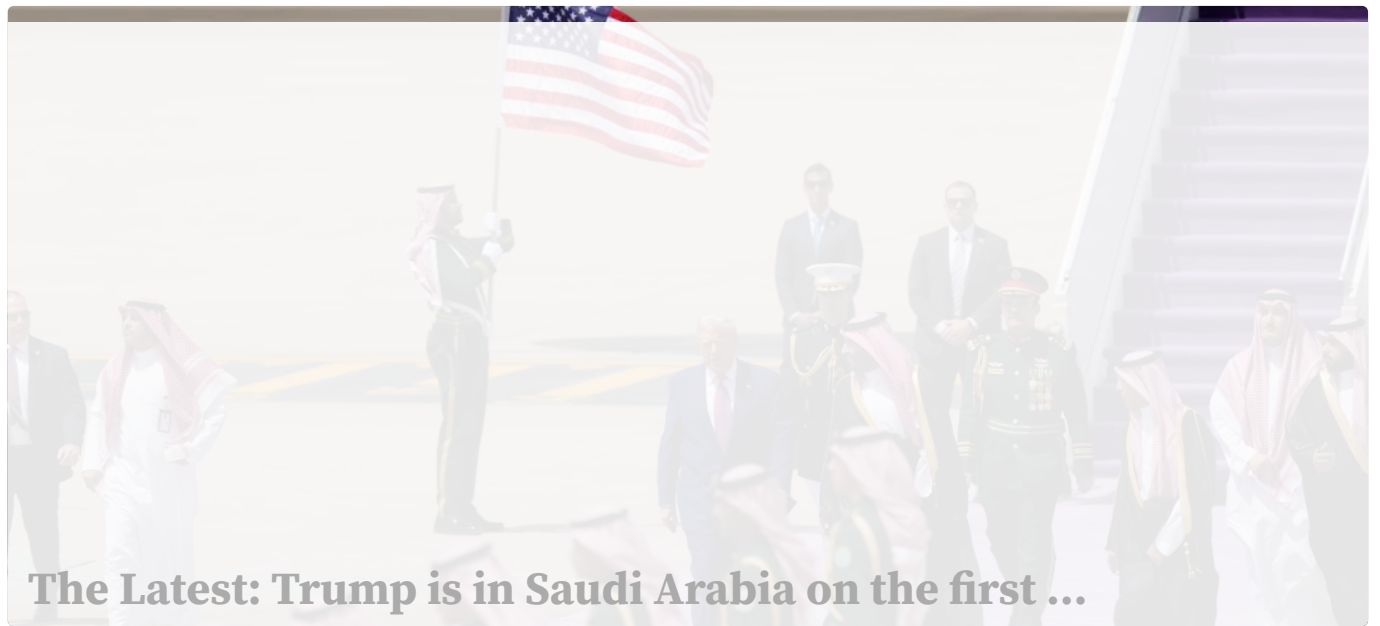 The Latest: Trump is in Saudi Arabia on the first ...